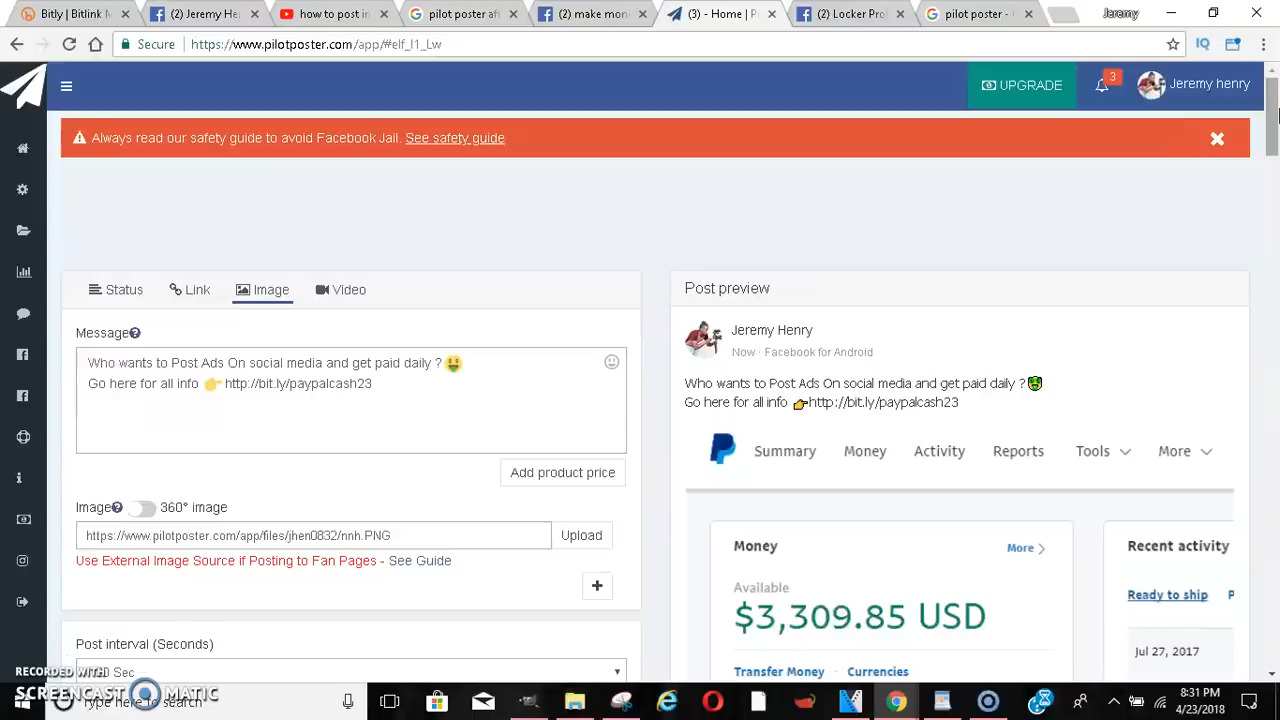 Bitly | Million
(2) Jeremy He
how to post in
pilot poster aff
(2) make mone
(3) - Home | P
(2) Locker Pro
pilot poster -
Jeremy
Secure
https://www.pilotposter.com/app/#elf_l1_Lw
UPGRADE
3
Jeremy henry
Always read our safety guide to avoid Facebook Jail. See safety guide
Status
Link
Image
Video
Message
Who wants to Post Ads On social media and get paid daily ?
Go here for all info http://bit.ly/paypalcash23
Add product price
Image 360° image
https://www.pilotposter.com/app/files/jhen0832/nnh.PNG
Upload
Use External Image Source if Posting to Fan Pages - See Guide
Post interval (Seconds)
Sec
Post preview
Jeremy Henry
Now · Facebook for Android
Who wants to Post Ads On social media and get paid daily ?
Go here for all info http://bit.ly/paypalcash23
Summary
Money
Activity
Reports
Tools
More
Money
More
Available
$3,309.85 USD
Transfer Money
Currencies
Recent activity
Ready to ship
P
Jul 27, 2017
RECORDED WITH
SCREENCAST MATIC
Type here to search
8:31 PM
4/23/2018